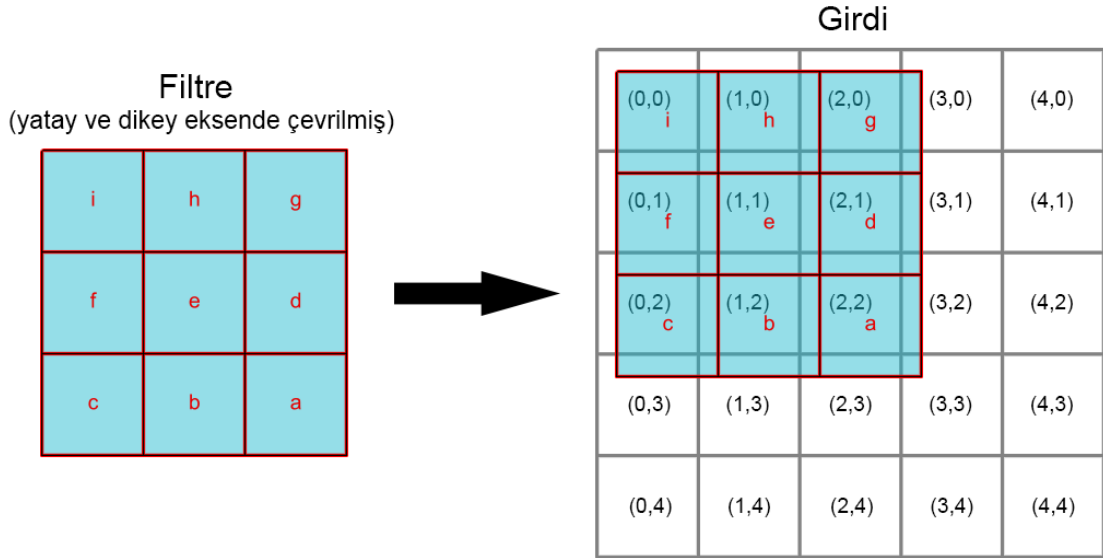 Filtre
(yatay ve dikey eksende çevrilmiş)
i h g
f e d
c b a
Girdi
(0,0) (1,0) (2,0) (3,0) (4,0)
i h g
(0,1) (1,1) (2,1) (3,1) (4,1)
f e d
(0,2) (1,2) (2,2) (3,2) (4,2)
c b a
(0,3) (1,3) (2,3) (3,3) (4,3)
(0,4) (1,4) (2,4) (3,4) (4,4)